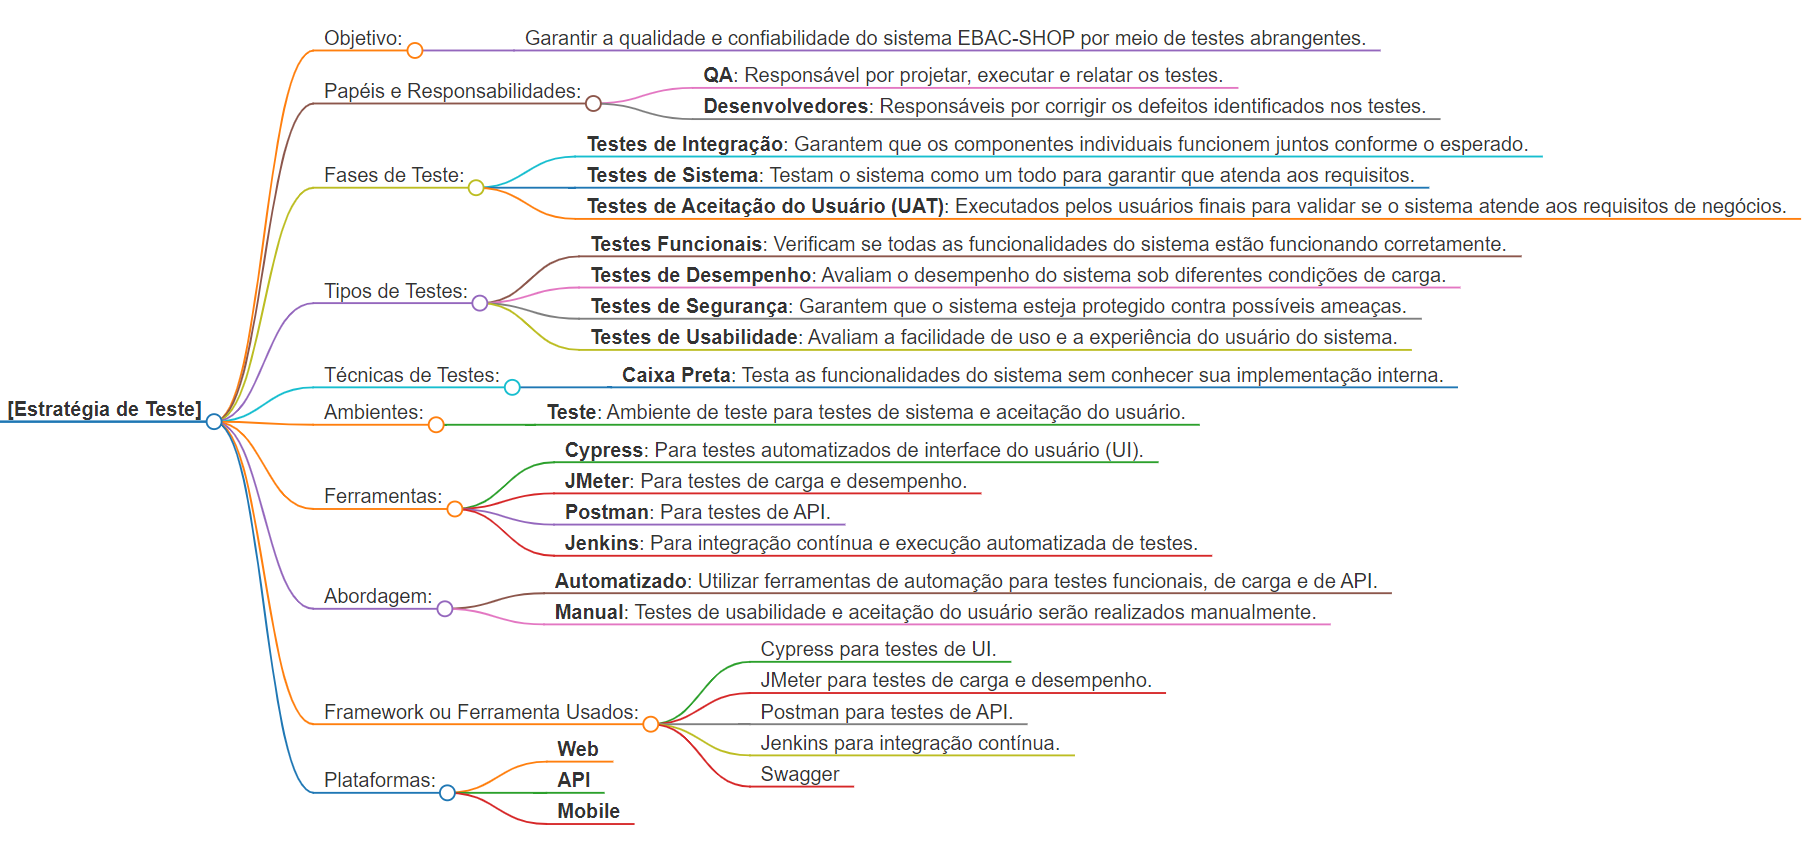 [Estratégia de Teste]
Objetivo:
Garantir a qualidade e confiabilidade do sistema EBAC-SHOP por meio de testes abrangentes.
Papéis e Responsabilidades:
QA: Responsável por projetar, executar e relatar os testes.
Desenvolvedores: Responsáveis por corrigir os defeitos identificados nos testes.
Fases de Teste:
Testes de Integração: Garantem que os componentes individuais funcionem juntos conforme o esperado.
Testes de Sistema: Testam o sistema como um todo para garantir que atenda aos requisitos.
Testes de Aceitação do Usuário (UAT): Executados pelos usuários finais para validar se o sistema atende aos requisitos de negócios.
Tipos de Testes:
Testes Funcionais: Verificam se todas as funcionalidades do sistema estão funcionando corretamente.
Testes de Desempenho: Avaliam o desempenho do sistema sob diferentes condições de carga.
Testes de Segurança: Garantem que o sistema esteja protegido contra possíveis ameaças.
Testes de Usabilidade: Avaliam a facilidade de uso e a experiência do usuário do sistema.
Técnicas de Testes:
Caixa Preta: Testa as funcionalidades do sistema sem conhecer sua implementação interna.
Ambientes:
Teste: Ambiente de teste para testes de sistema e aceitação do usuário.
Ferramentas:
Cypress: Para testes automatizados de interface do usuário (UI).
JMeter: Para testes de carga e desempenho.
Postman: Para testes de API.
Jenkins: Para integração contínua e execução automatizada de testes.
Abordagem:
Automatizado: Utilizar ferramentas de automação para testes funcionais, de carga e de API.
Manual: Testes de usabilidade e aceitação do usuário serão realizados manualmente.
Framework ou Ferramenta Usados:
Cypress para testes de UI.
JMeter para testes de carga e desempenho.
Postman para testes de API.
Jenkins para integração contínua.
Swagger
Plataformas:
Web
API
Mobile